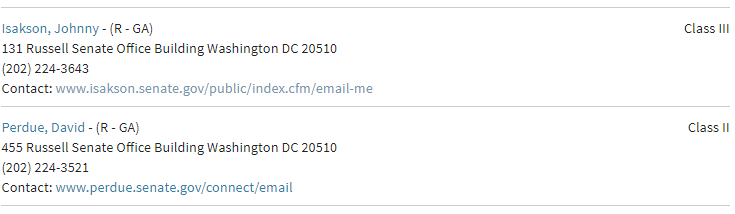 Isakson, Johnny - (R - GA) Class III
131 Russell Senate Office Building Washington DC 20510
(202) 224-3643
Contact: www.isakson.senate.gov/public/index.cfm/email-me
Perdue, David - (R - GA) Class II
455 Russell Senate Office Building Washington DC 20510
(202) 224-3521
Contact: www.perdue.senate.gov/connect/email